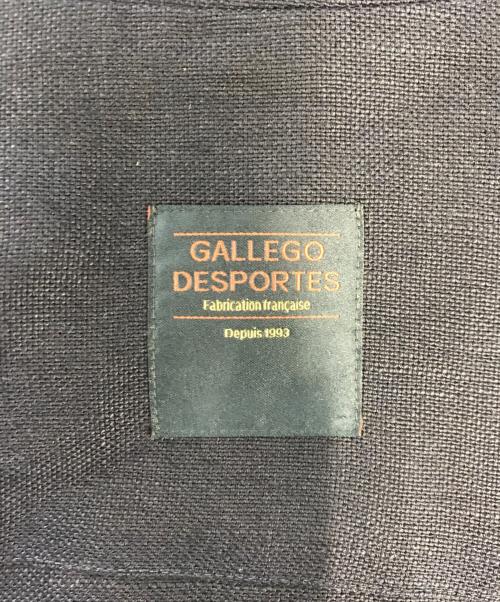 GALLEGO
DESPORTES
Fabrication française
Depuis 1993